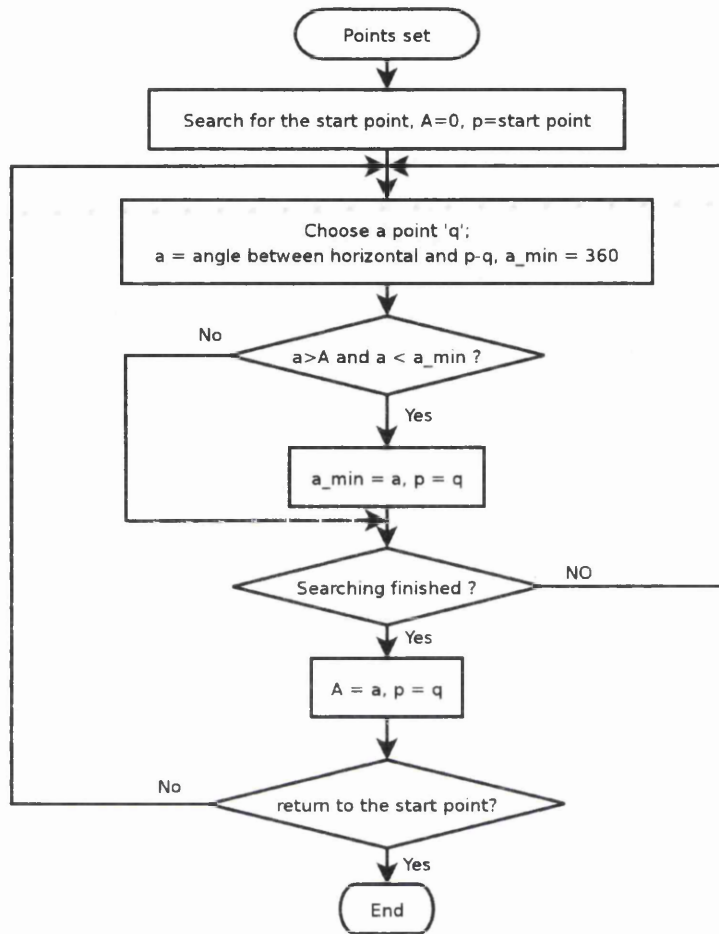 Points set
Search for the start point, A=0, p=start point
Choose a point 'q';
a = angle between horizontal and p-q, a_min = 360
No
a>A and a < a_min ?
Yes
a_min = a, p = q
Searching finished ?
NO
Yes
A = a, p = q
No
return to the start point?
Yes
End